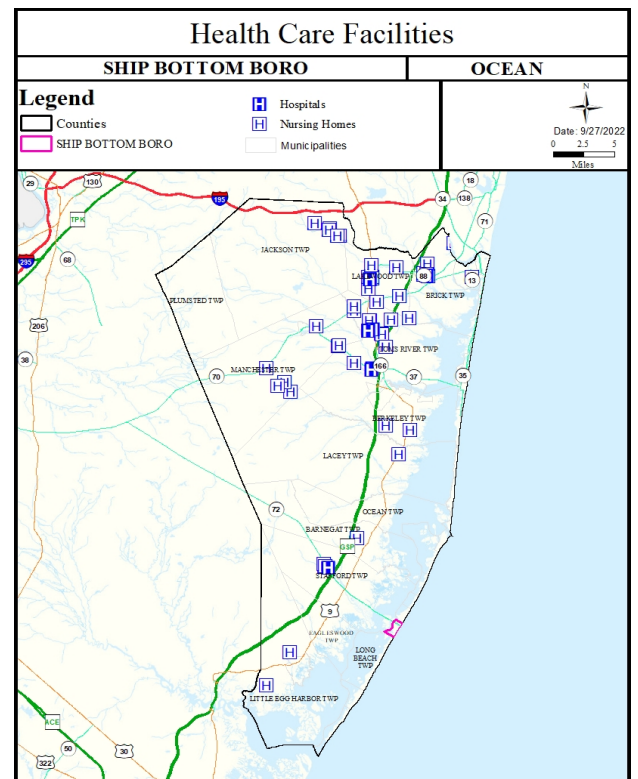 Health Care Facilities
SHIP BOTTOM BORO
OCEAN
Legend
Counties
SHIP BOTTOM BORO
H Hospitals
H Nursing Homes
Municipalities
N
Date: 9/27/2022
0 2.5 5
Miles
29
130
195
18
34
138
TPK
71
295
68
JACKSON TWP
LAKEWOOD TWP
88
13
PLUMSTED TWP
BRICK TWP
206
38
TOMS RIVER TWP
MANCHESTER TWP
166
70
37
35
BERKELEY TWP
LACEY TWP
72
OCEAN TWP
BARNEGAT TWP
GSP
STAFFORD TWP
9
EAGLESWOOD
TWP
LONG
BEACH
TWP
LITTLE EGG HARBOR TWP
ACE
50
30
322